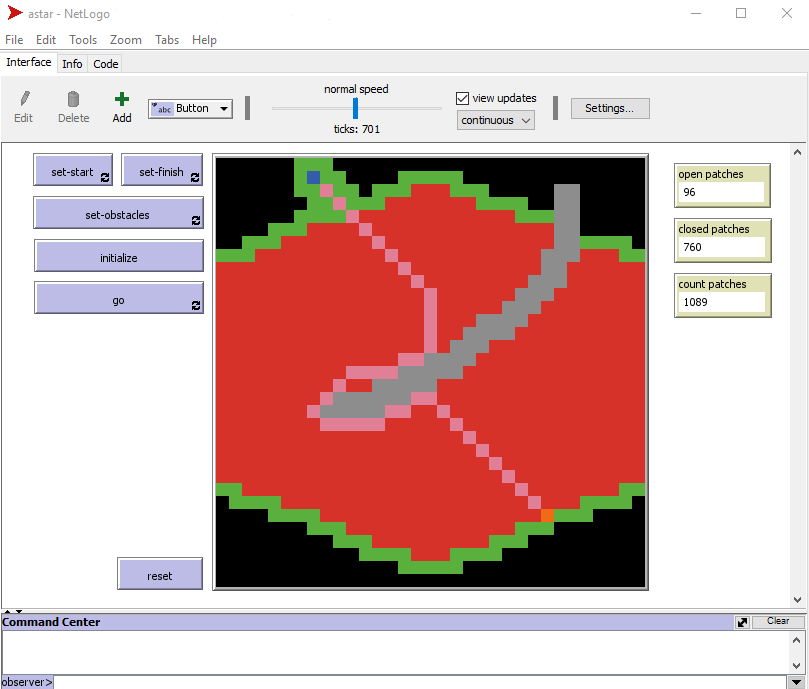 astar - NetLogo
File Edit Tools Zoom Tabs Help
Interface Info Code
Edit Delete Add abc Button
normal speed
ticks: 701
view updates
continuous
Settings...
set-start set-finish
set-obstacles
initialize
go
reset
open patches
96
closed patches
760
count patches
1089
Command Center Clear
observer>